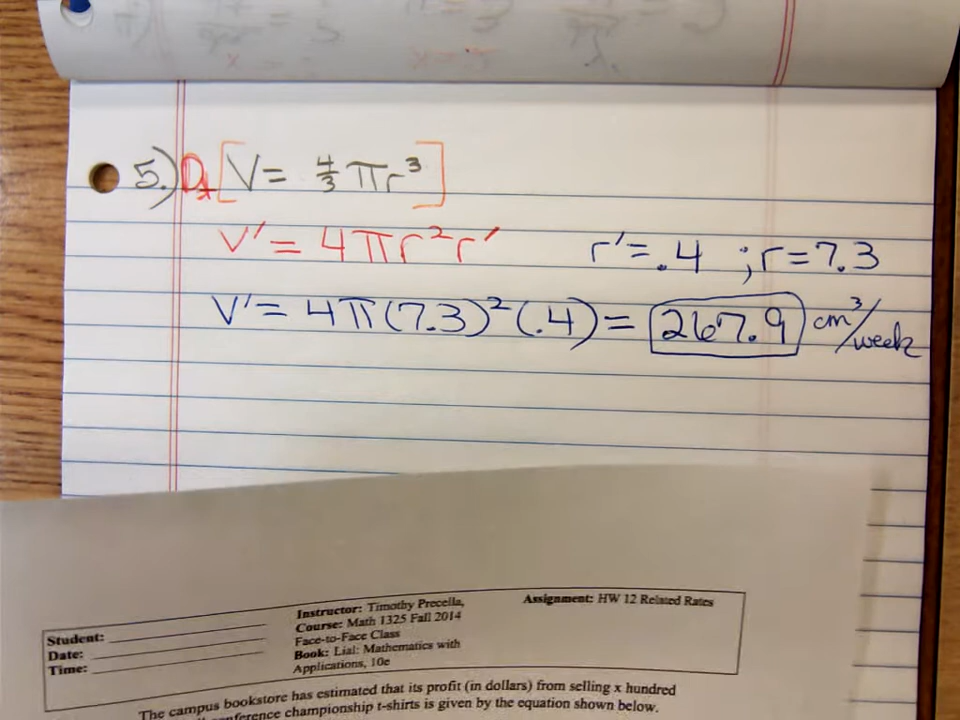 5.) Dx [V = 4/3 πr³]
V' = 4πr²r'
r' = .4 ; r = 7.3
V' = 4π(7.3)²(.4) = 267.9 cm³/week
Student:
Date:
Time:
Instructor: Timothy Precella,
Course: Math 1325 Fall 2014
Face-to-Face Class
Book: Lial: Mathematics with
Applications, 10e
Assignment: HW 12 Related Rates
The campus bookstore has estimated that its profit (in dollars) from selling x hundred
conference championship t-shirts is given by the equation shown below.